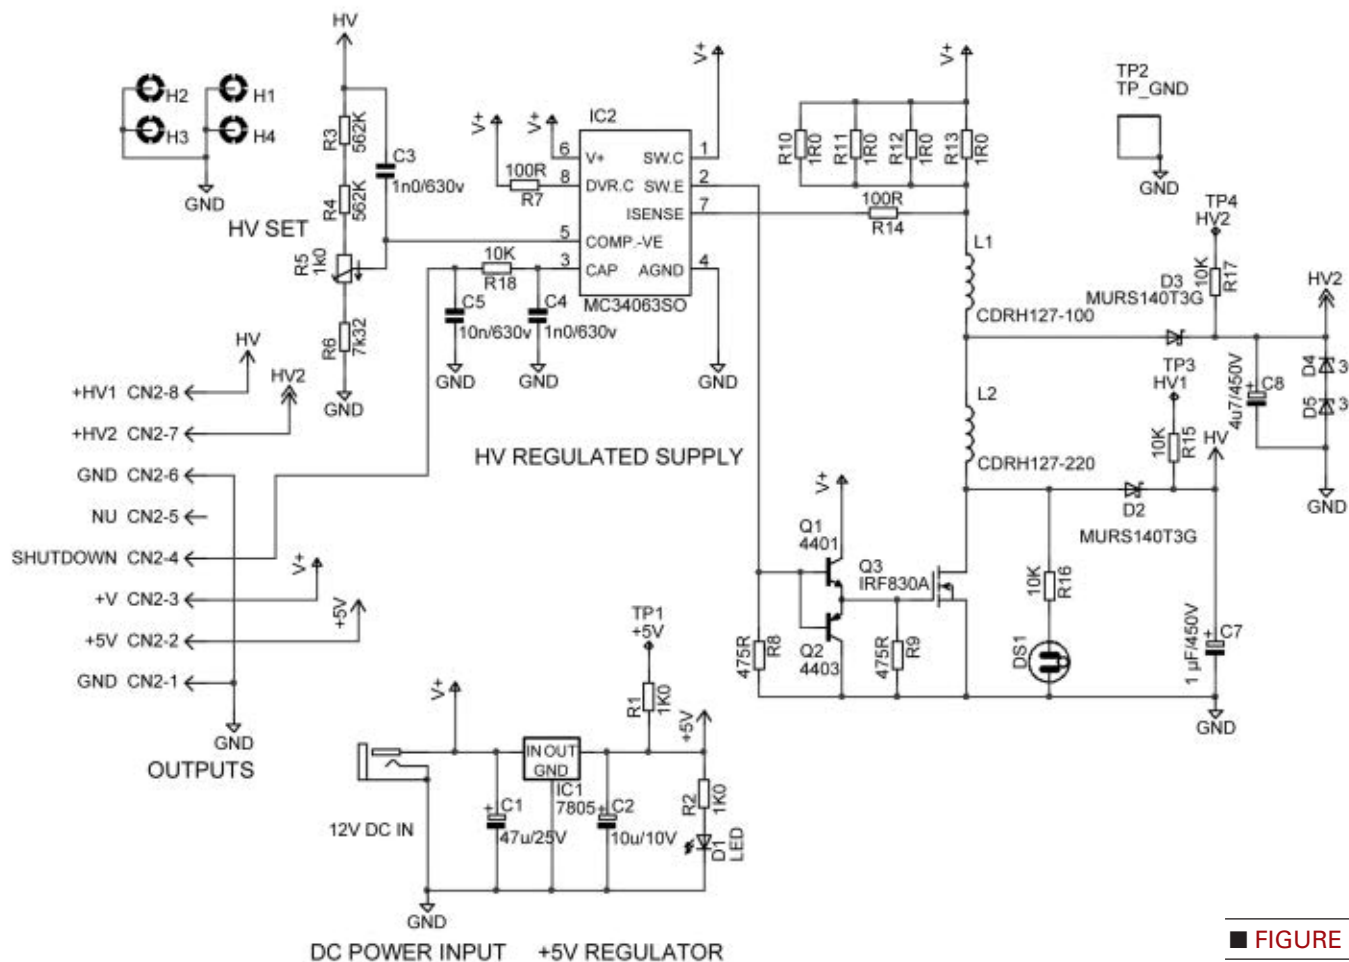 HV
H2
H1
H3
H4
GND
HV SET
R3
562K
R4
562K
R5
1k0
R6
7k32
GND
C3
1n0/630v
V+
V+
V+
100R
R7
IC2
6
V+
SW.C
1
8
DVR.C
SW.E
2
ISENSE
7
5
COMP.-VE
3
CAP
AGND
4
MC34063SO
10K
R18
C5
10n/630v
C4
1n0/630v
GND
GND
GND
HV REGULATED SUPPLY
V+
R10
1R0
R11
1R0
R12
1R0
R13
1R0
100R
R14
L1
CDRH127-100
L2
CDRH127-220
TP2
TP_GND
GND
TP4
HV2
10K
R17
D3
MURS140T3G
HV2
TP3
HV1
10K
R15
HV
4u7/450V
+
C8
D4
3
D5
3
GND
D2
MURS140T3G
V+
Q1
4401
Q3
IRF830A
Q2
4403
475R
R8
475R
R9
10K
R16
DS1
1 µF/450V
+
C7
GND
HV
HV2
+HV1 CN2-8
+HV2 CN2-7
GND CN2-6
NU CN2-5
SHUTDOWN CN2-4
+V CN2-3
+5V CN2-2
GND CN2-1
V+
+5V
GND
OUTPUTS
TP1
+5V
R1
1K0
V+
+5V
IN OUT
GND
IC1
7805
+
C1
47u/25V
+
C2
10u/10V
R2
1K0
D1
LED
12V DC IN
GND
DC POWER INPUT
+5V REGULATOR
■ FIGURE